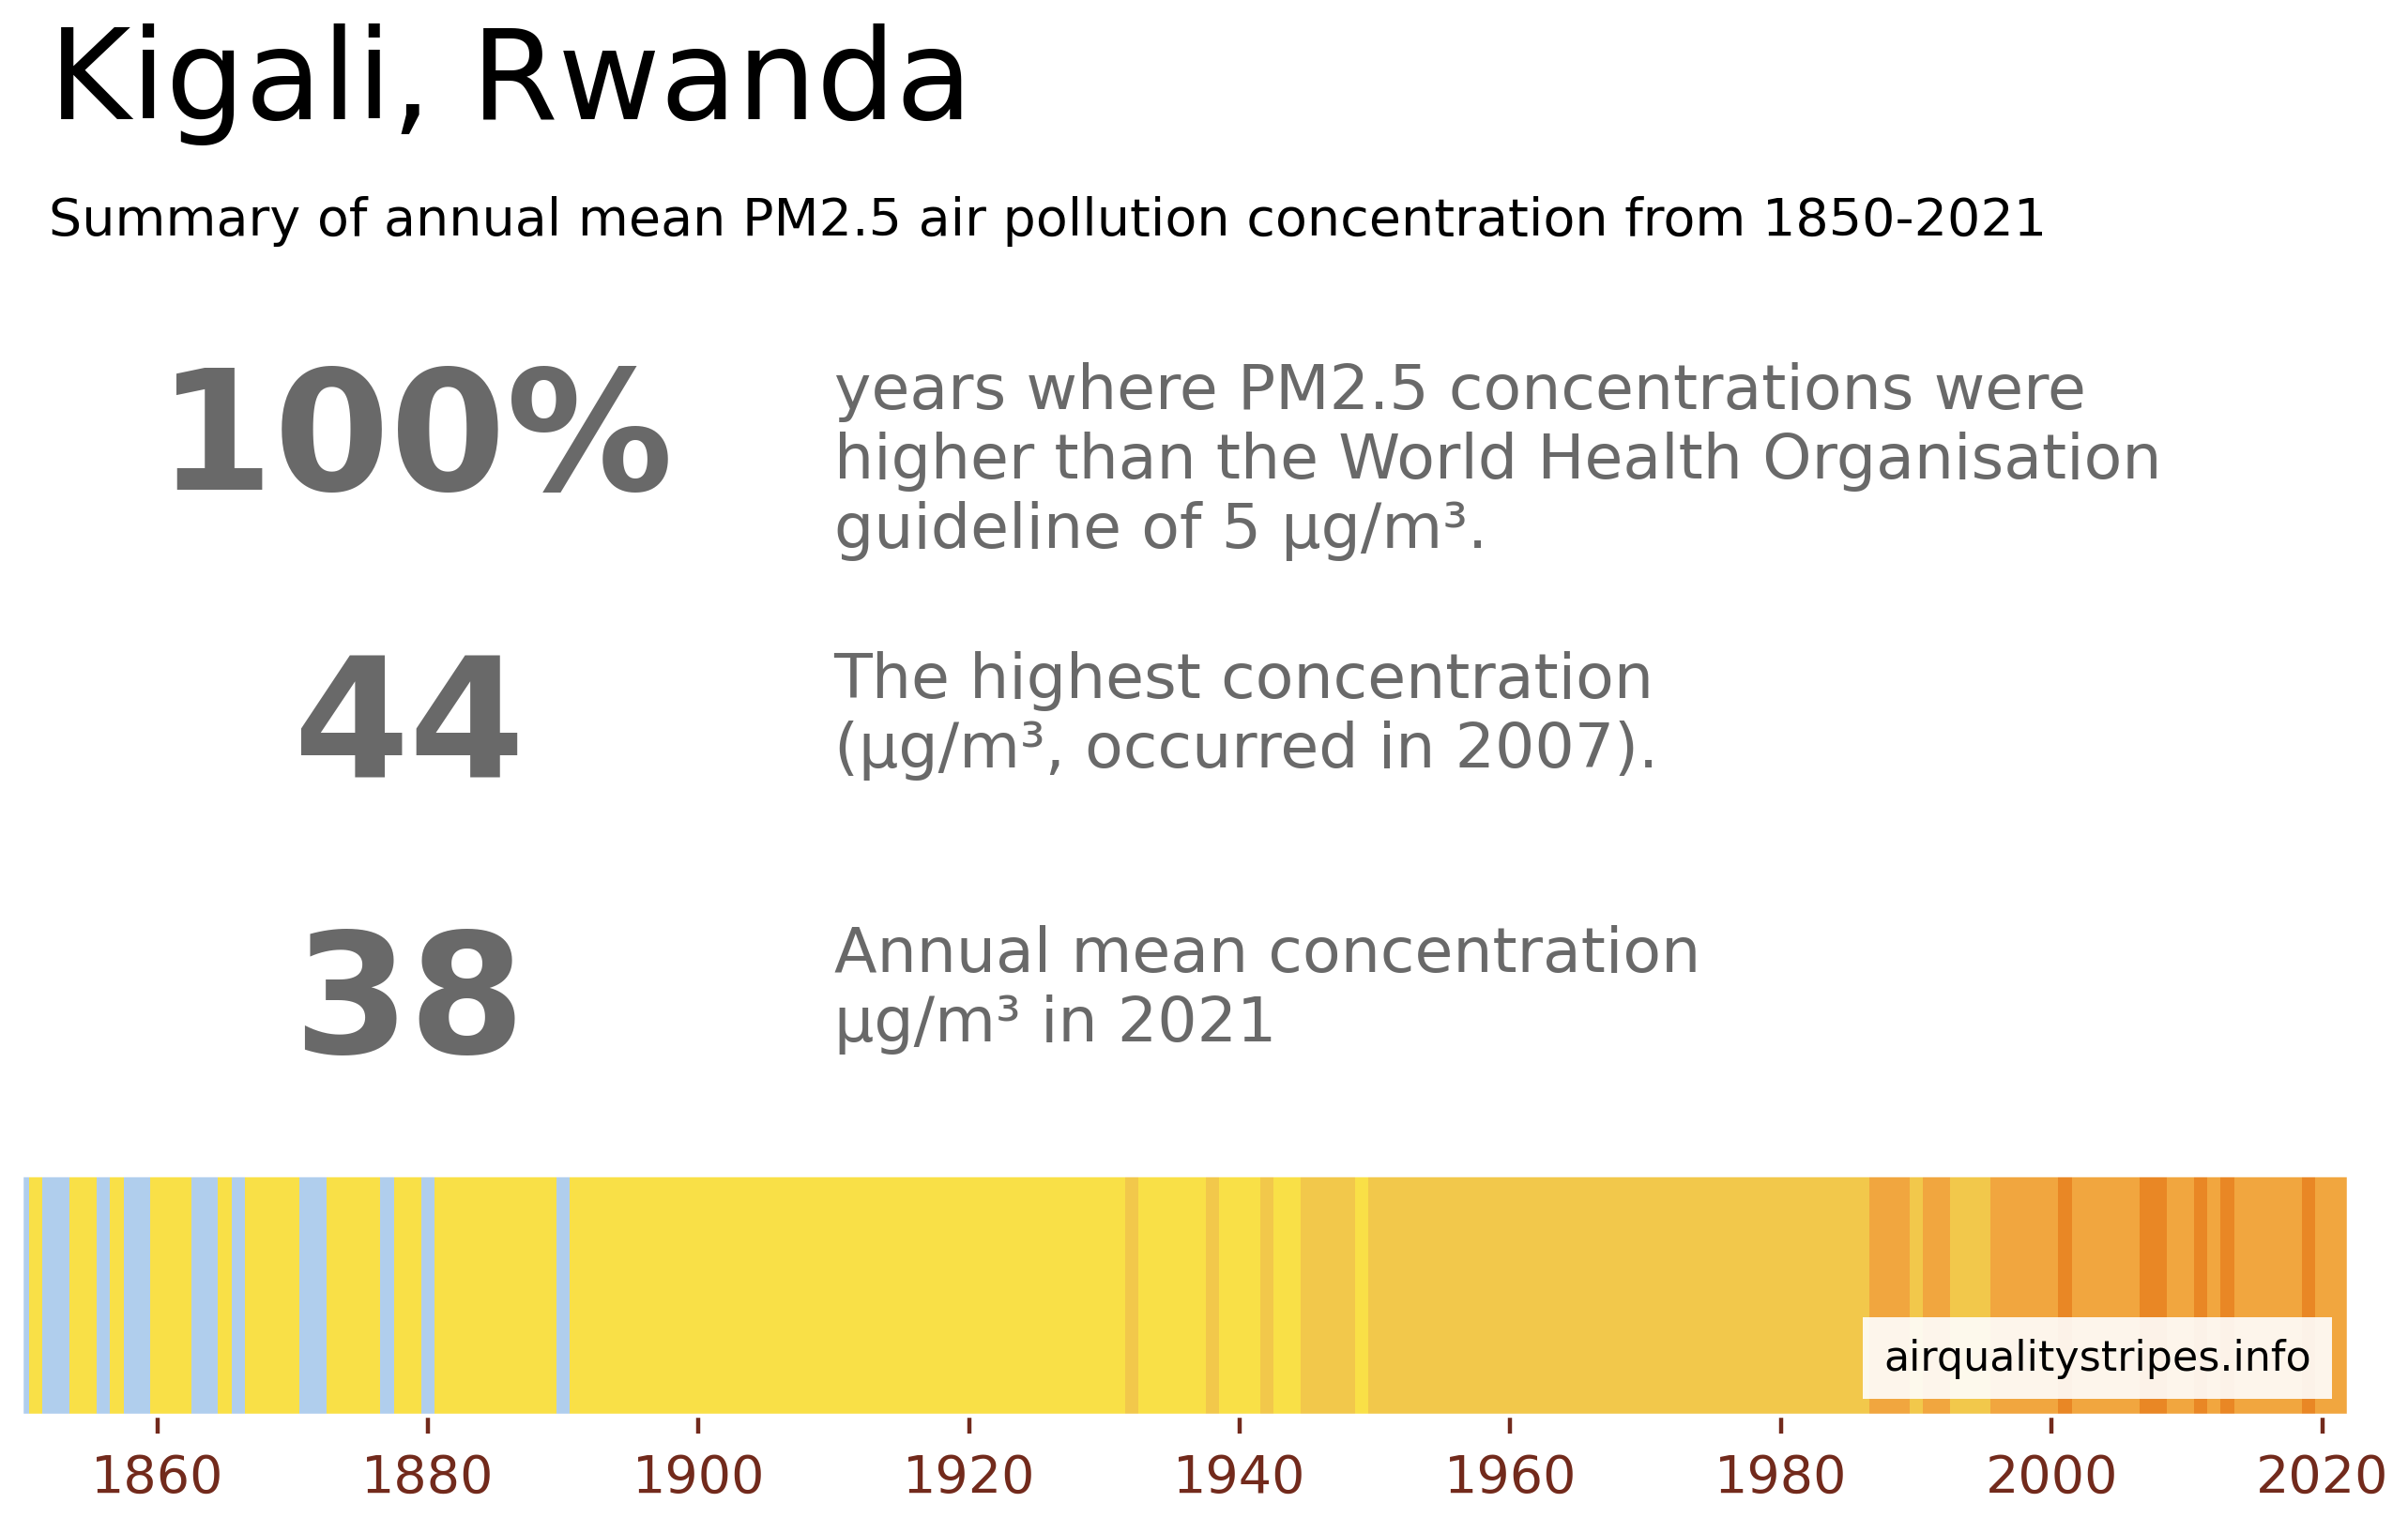 Kigali, Rwanda
Summary of annual mean PM2.5 air pollution concentration from 1850-2021
100%
years where PM2.5 concentrations were
higher than the World Health Organisation
guideline of 5 µg/m³.
44
The highest concentration
(µg/m³, occurred in 2007).
38
Annual mean concentration
µg/m³ in 2021
airqualitystripes.info
1860 1880 1900 1920 1940 1960 1980 2000 2020